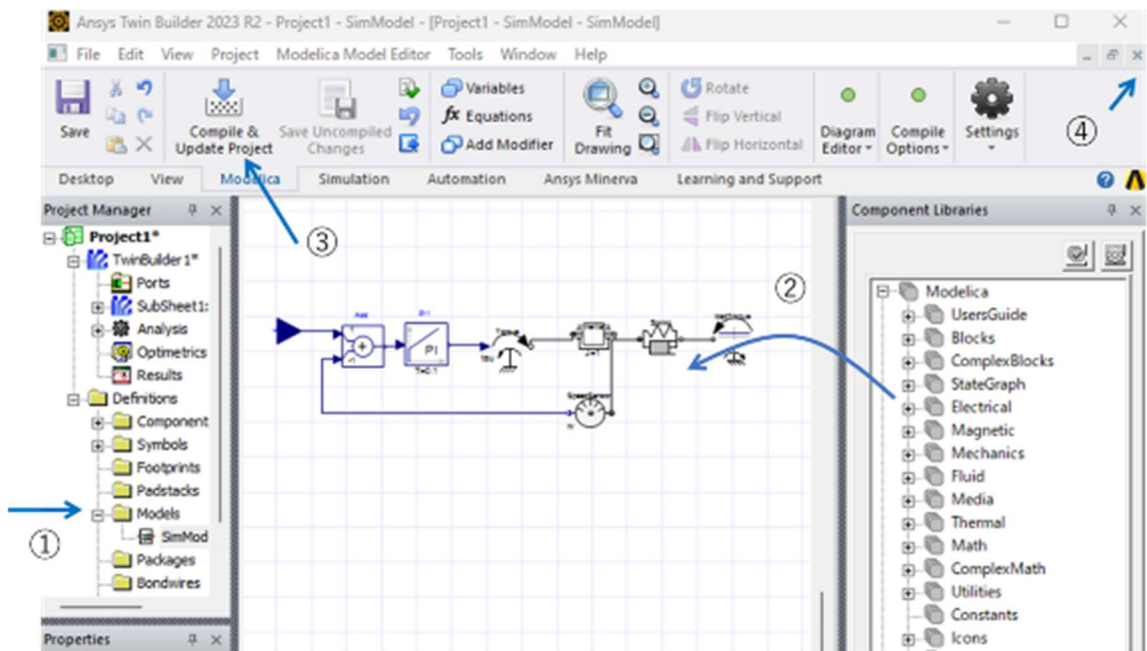 Ansys Twin Builder 2023 R2 - Project1 - SimModel - [Project1 - SimModel - SimModel]
File Edit View Project Modelica Model Editor Tools Window Help
Save
Compile & Update Project
Save Uncompiled Changes
Variables
Equations
Add Modifier
Fit Drawing
Rotate
Flip Vertical
Flip Horizontal
Diagram Editor
Compile Options
Settings
④
Desktop View Modelica Simulation Automation Ansys Minerva Learning and Support
Project Manager
Project1*
TwinBuilder1*
Ports
SubSheet1:
Analysis
Optimetrics
Results
Definitions
Component
Symbols
Footprints
Padstacks
Models
SimMod
Packages
Bondwires
Properties
①
③
②
PI
T=0.1
Component Libraries
Modelica
UsersGuide
Blocks
ComplexBlocks
StateGraph
Electrical
Magnetic
Mechanics
Fluid
Media
Thermal
Math
ComplexMath
Utilities
Constants
Icons